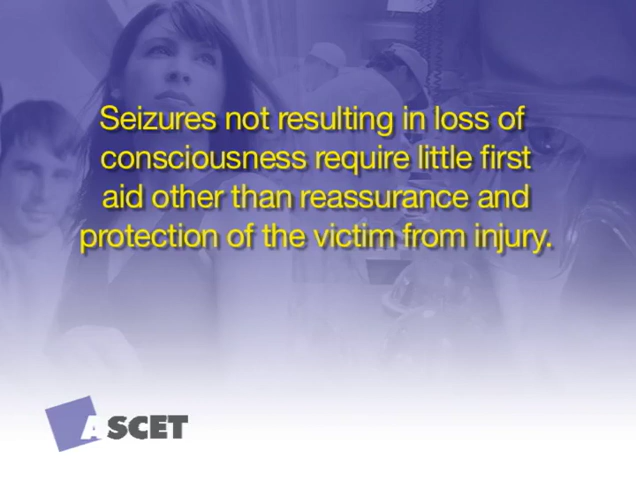 Seizures not resulting in loss of
consciousness require little first
aid other than reassurance and
protection of the victim from injury.
ASCET